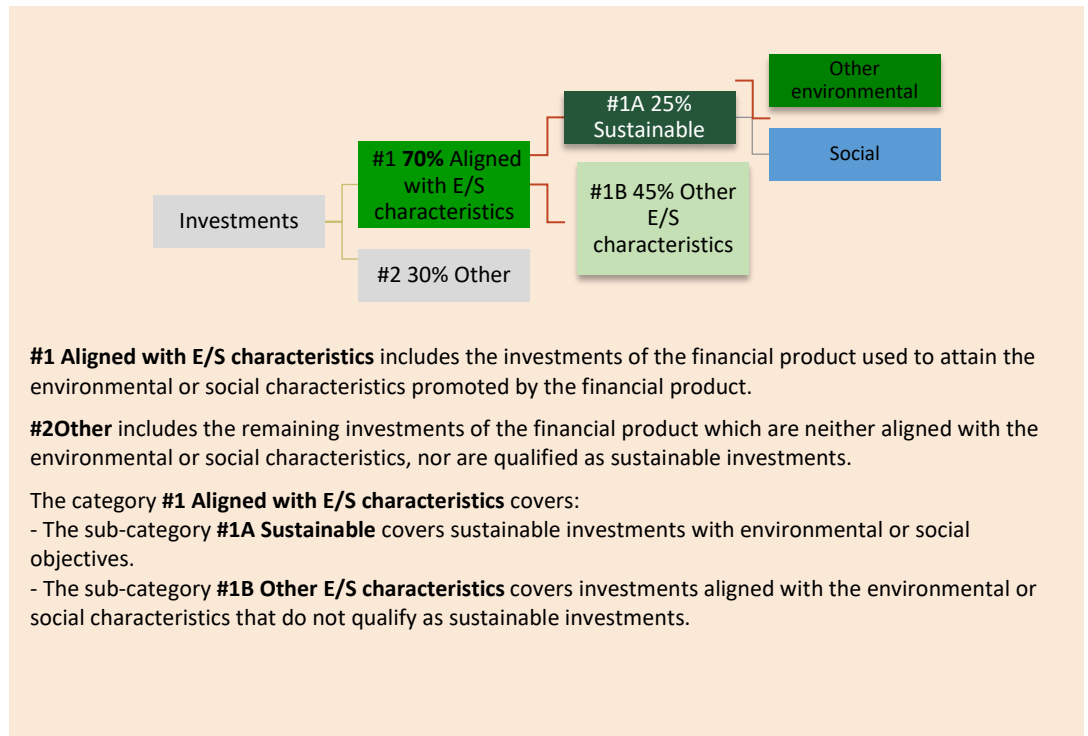 Other
environmental
#1A 25%
Sustainable
Social
#1 70% Aligned
with E/S
characteristics
#1B 45% Other
E/S
characteristics
Investments
#2 30% Other
#1 Aligned with E/S characteristics includes the investments of the financial product used to attain the
environmental or social characteristics promoted by the financial product.
#2Other includes the remaining investments of the financial product which are neither aligned with the
environmental or social characteristics, nor are qualified as sustainable investments.
The category #1 Aligned with E/S characteristics covers:
- The sub-category #1A Sustainable covers sustainable investments with environmental or social
objectives.
- The sub-category #1B Other E/S characteristics covers investments aligned with the environmental or
social characteristics that do not qualify as sustainable investments.